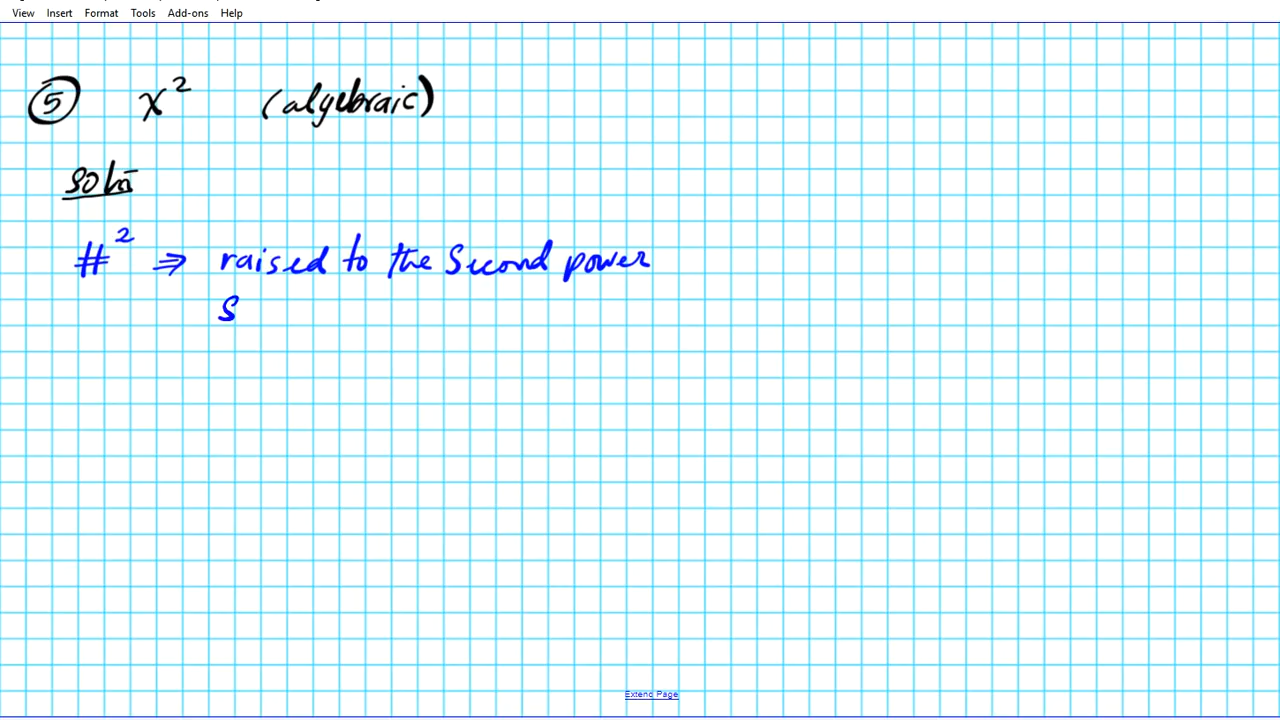 View Insert Format Tools Add-ons Help
⑤ x² (algebraic)
soln
#² ⇒ raised to the second power
S
Extend Page